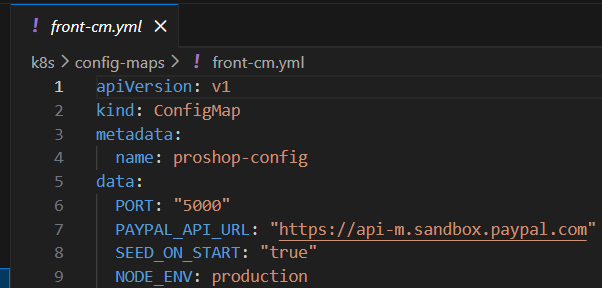 ! front-cm.yml ×
k8s > config-maps > ! front-cm.yml
1 apiVersion: v1
2 kind: ConfigMap
3 metadata:
4   name: proshop-config
5 data:
6   PORT: "5000"
7   PAYPAL_API_URL: "https://api-m.sandbox.paypal.com"
8   SEED_ON_START: "true"
9   NODE_ENV: production